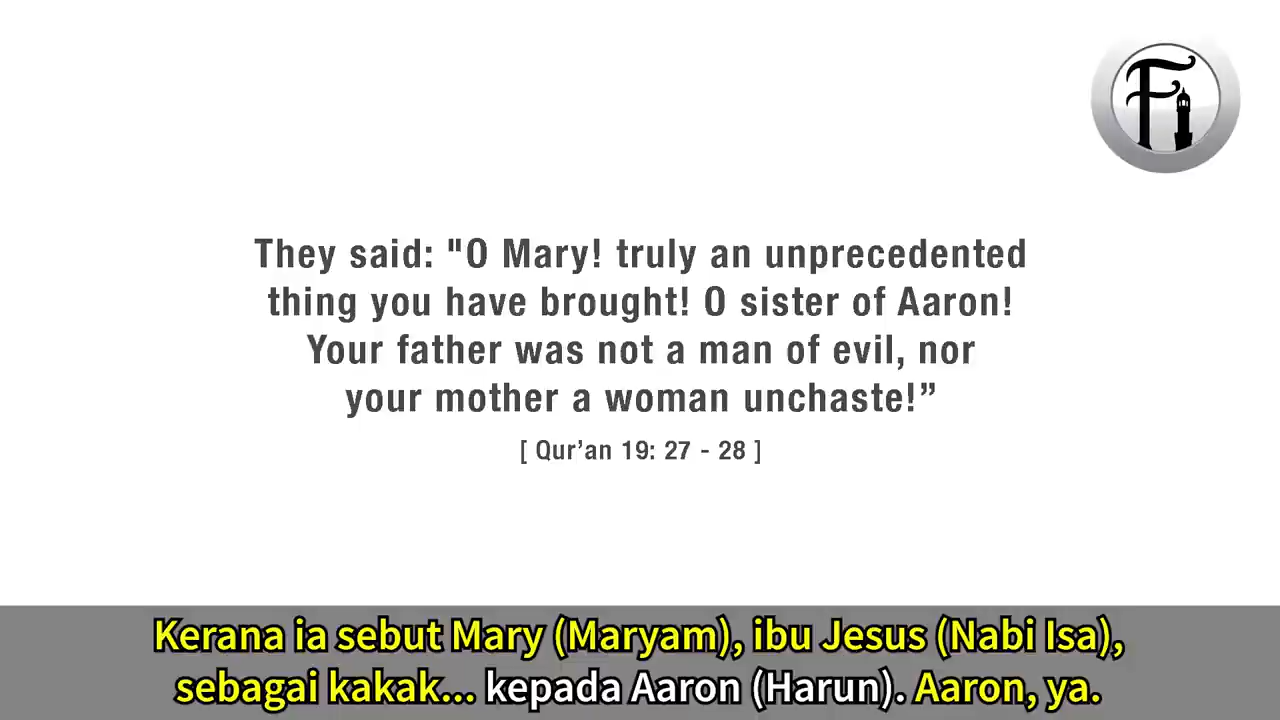 Fi
They said: "O Mary! truly an unprecedented
thing you have brought! O sister of Aaron!
Your father was not a man of evil, nor
your mother a woman unchaste!”
[ Qur’an 19: 27 - 28 ]
Kerana ia sebut Mary (Maryam), ibu Jesus (Nabi Isa),
sebagai kakak... kepada Aaron (Harun). Aaron, ya.